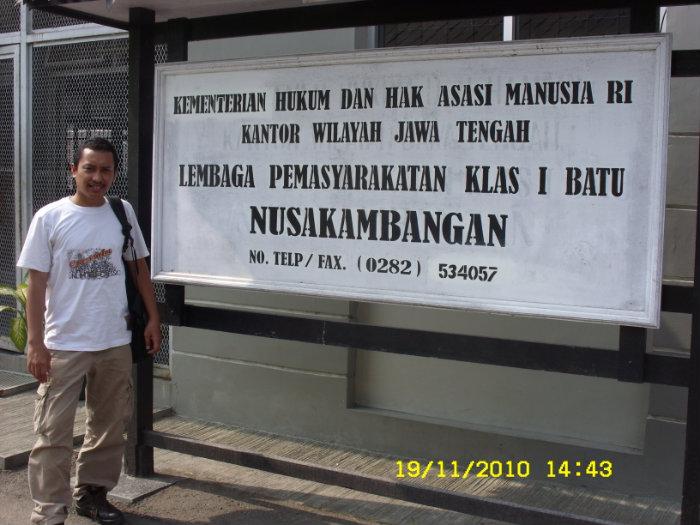 KEMENTERIAN HUKUM DAN HAK ASASI MANUSIA RI
KANTOR WILAYAH JAWA TENGAH
LEMBAGA PEMASYARAKATAN KLAS I BATU
NUSAKAMBANGAN
NO. TELP/ FAX. (0282) 534057
19/11/2010 14:43